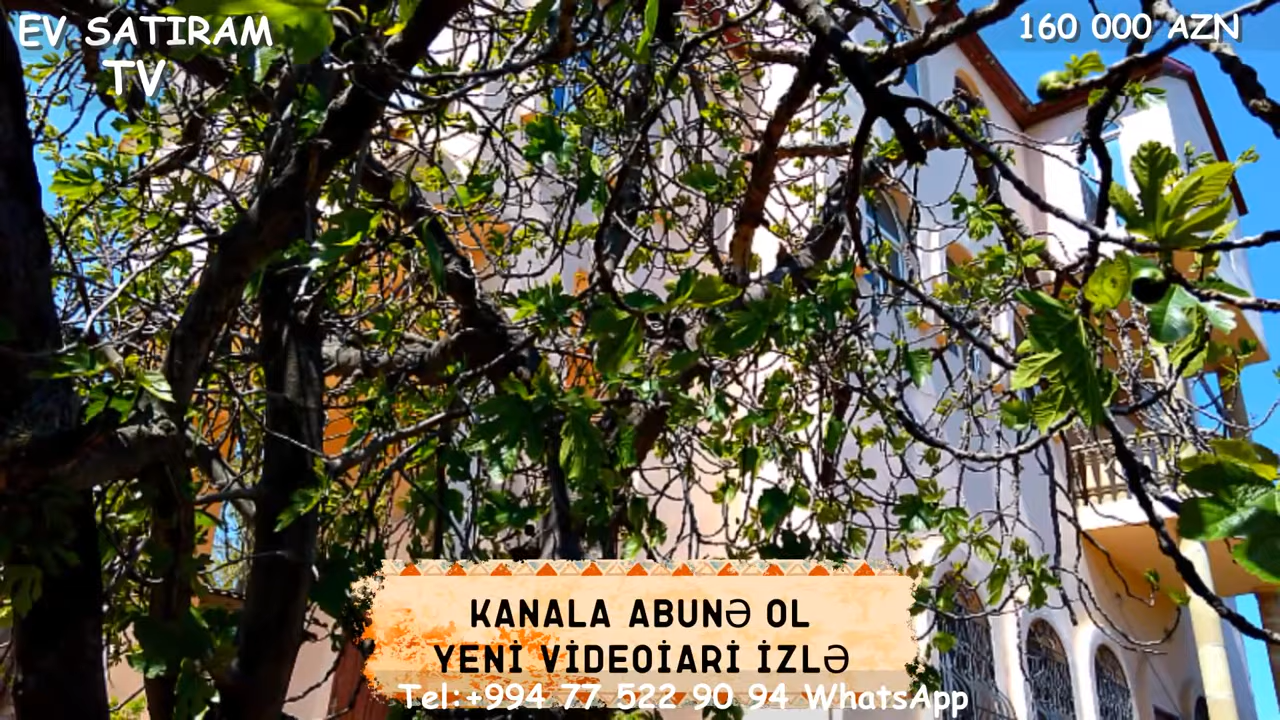 EV SATIRAM
TV
160 000 AZN
KANALA ABUNƏ OL
YENİ VİDEOİARİ İZLƏ
Tel:+994 77 522 90 94 WhatsApp